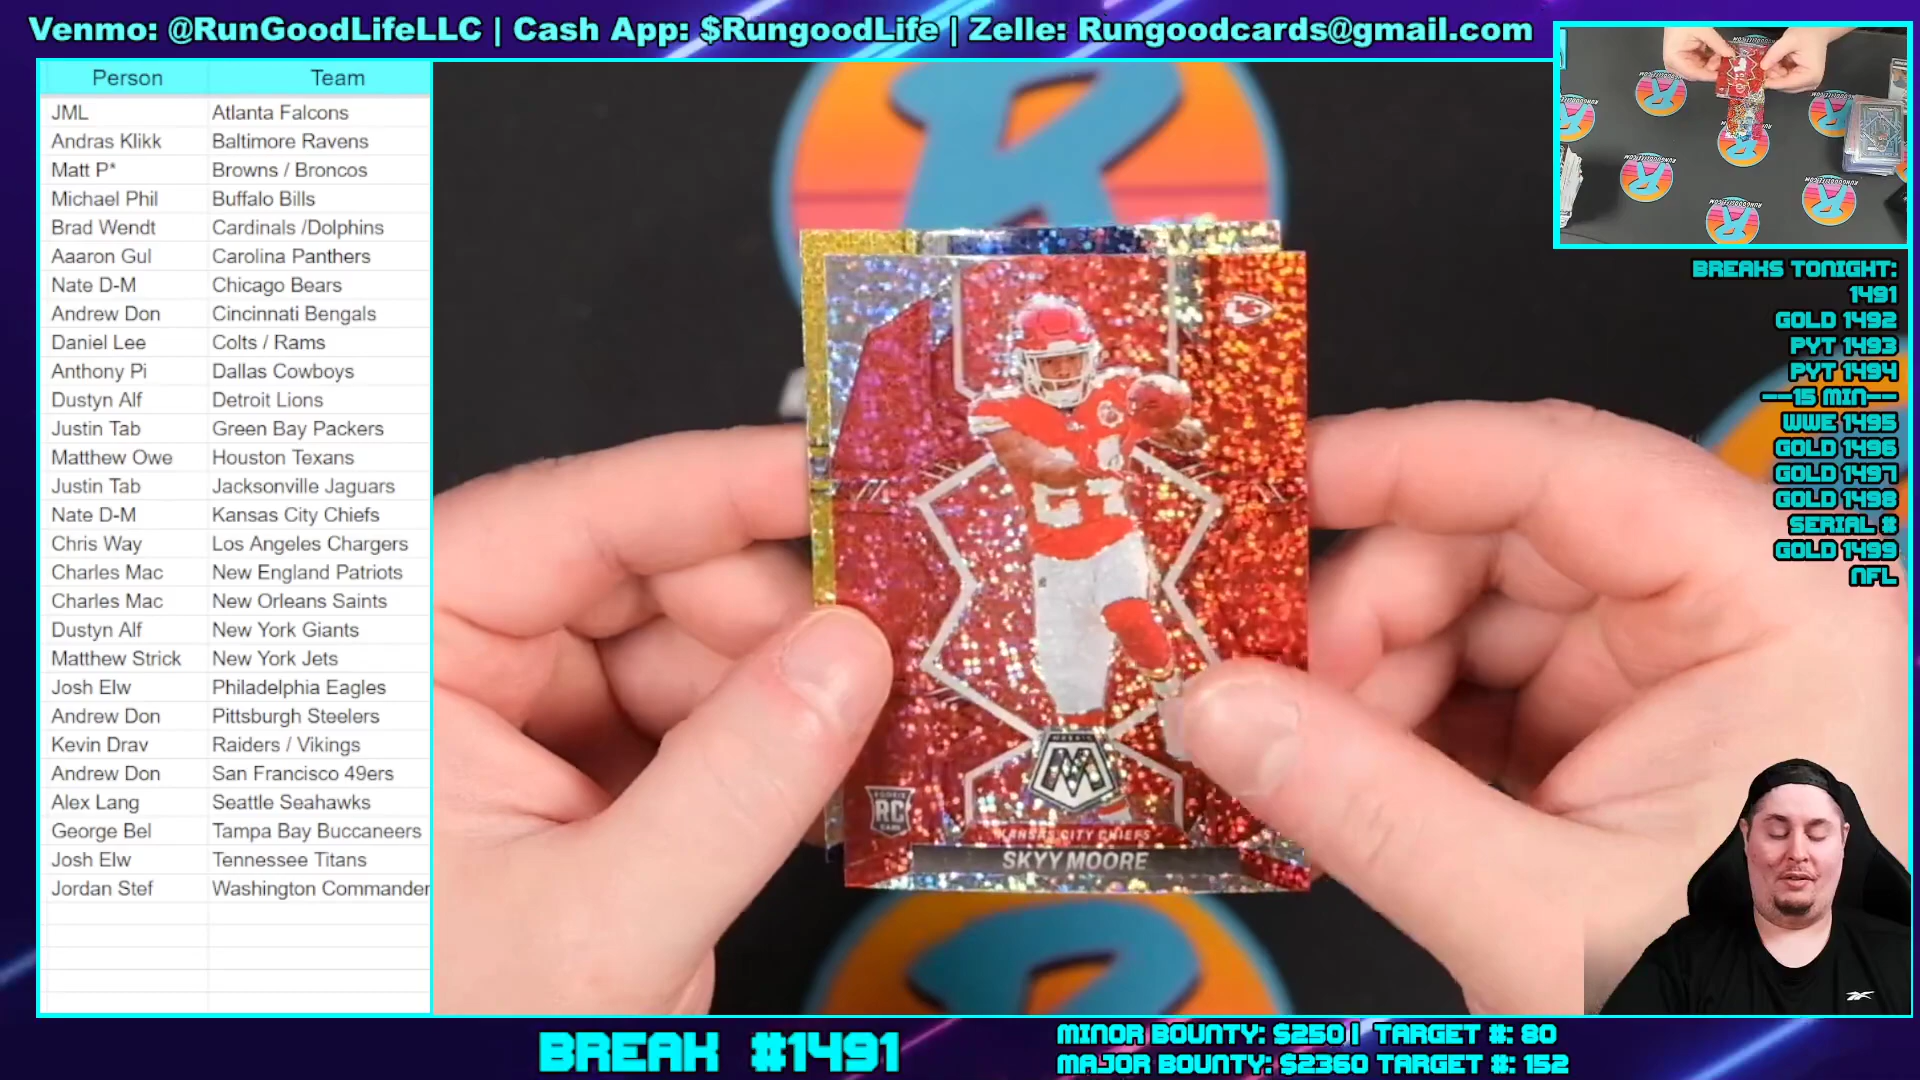 Venmo: @RunGoodLifeLLC | Cash App: $RungoodLife | Zelle: Rungoodcards@gmail.com
Person Team
JML Atlanta Falcons
Andras Klikk Baltimore Ravens
Matt P* Browns / Broncos
Michael Phil Buffalo Bills
Brad Wendt Cardinals /Dolphins
Aaaron Gul Carolina Panthers
Nate D-M Chicago Bears
Andrew Don Cincinnati Bengals
Daniel Lee Colts / Rams
Anthony Pi Dallas Cowboys
Dustyn Alf Detroit Lions
Justin Tab Green Bay Packers
Matthew Owe Houston Texans
Justin Tab Jacksonville Jaguars
Nate D-M Kansas City Chiefs
Chris Way Los Angeles Chargers
Charles Mac New England Patriots
Charles Mac New Orleans Saints
Dustyn Alf New York Giants
Matthew Strick New York Jets
Josh Elw Philadelphia Eagles
Andrew Don Pittsburgh Steelers
Kevin Drav Raiders / Vikings
Andrew Don San Francisco 49ers
Alex Lang Seattle Seahawks
George Bel Tampa Bay Buccaneers
Josh Elw Tennessee Titans
Jordan Stef Washington Commander
R
KC
MOSAIC
M
ROOKIE
RC
CARD
KANSAS CITY CHIEFS
SKYY MOORE
BREAKS TONIGHT:
1491
GOLD 1492
PYT 1493
PYT 1494
--15 MIN--
WWE 1495
GOLD 1496
GOLD 1497
GOLD 1498
SERIAL #
GOLD 1499
NFL
BREAK #1491
MINOR BOUNTY: $250 | TARGET #: 80
MAJOR BOUNTY: $2360 TARGET #: 152